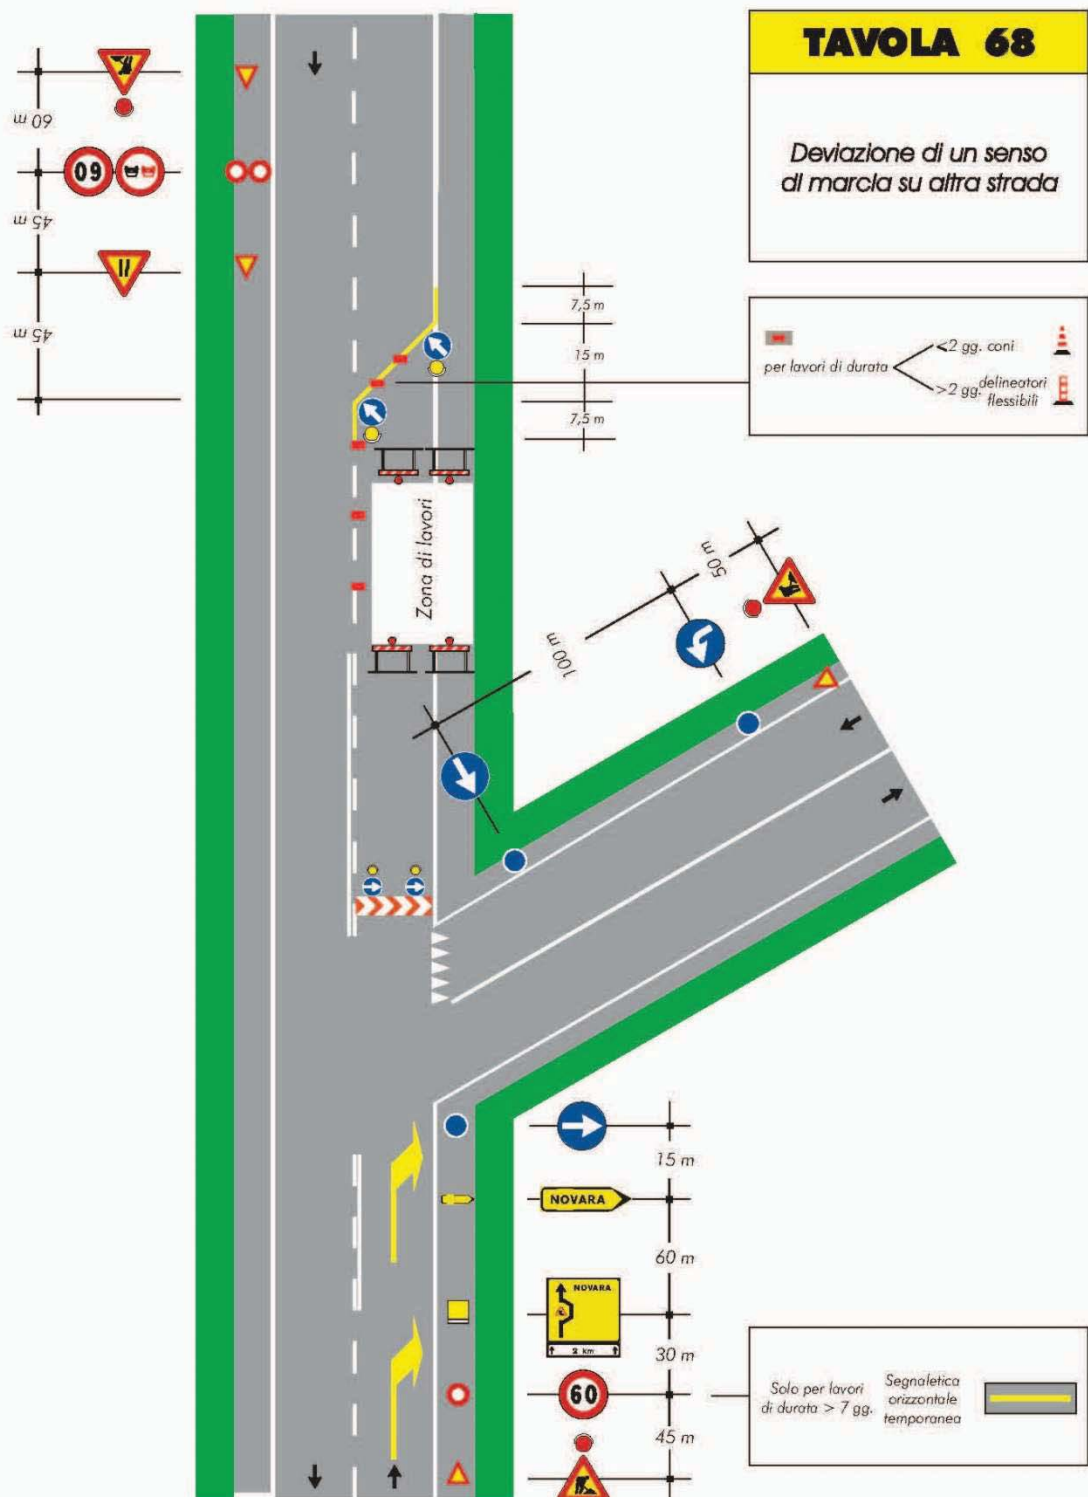 TAVOLA 68
Deviazione di un senso
di marcia su altra strada
60 m
60
45 m
45 m
7,5 m
15 m
7,5 m
per lavori di durata
<2 gg. coni
>2 gg. delineatori
flessibili
Zona di lavori
50 m
100 m
15 m
NOVARA
60 m
NOVARA
2 km
30 m
60
45 m
Solo per lavori
di durata > 7 gg.
Segnaletica
orizzontale
temporanea